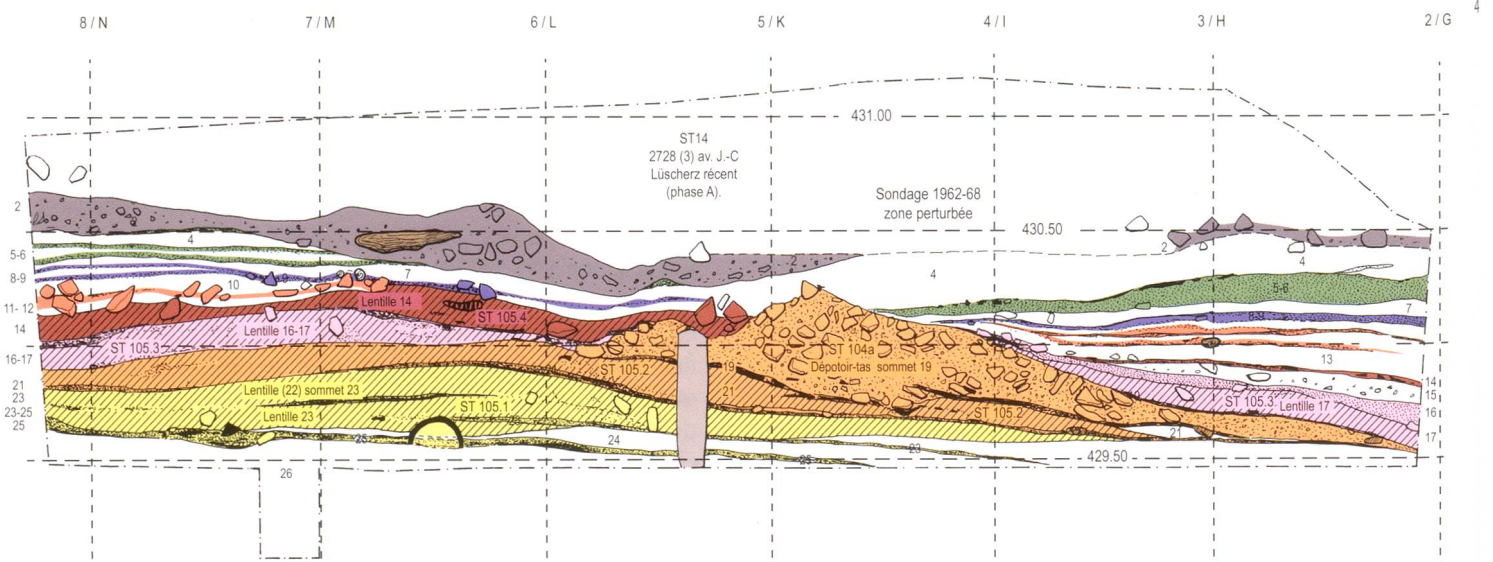 4
8 / N
7 / M
6 / L
5 / K
4 / I
3 / H
2 / G
431.00
ST14
2728 (3) av. J.-C
Lüscherz récent
(phase A).
Sondage 1962-68
zone perturbée
430.50
2
2
2
4
4
4
5-6
5-6
7
7
8-9
8-9
10
11- 12
13
Lentille 14
ST 105.4
14
14
15
Lentille 16-17
ST 105.3
ST 104a
Dépotoir-tas sommet 19
16-17
ST 105.2
19
ST 105.3
Lentille 17
16
21
Lentille (22) sommet 23
23
Lentille 23
ST 105.1
ST 105.2
21
17
23-25
25
25
24
23
25
429.50
26